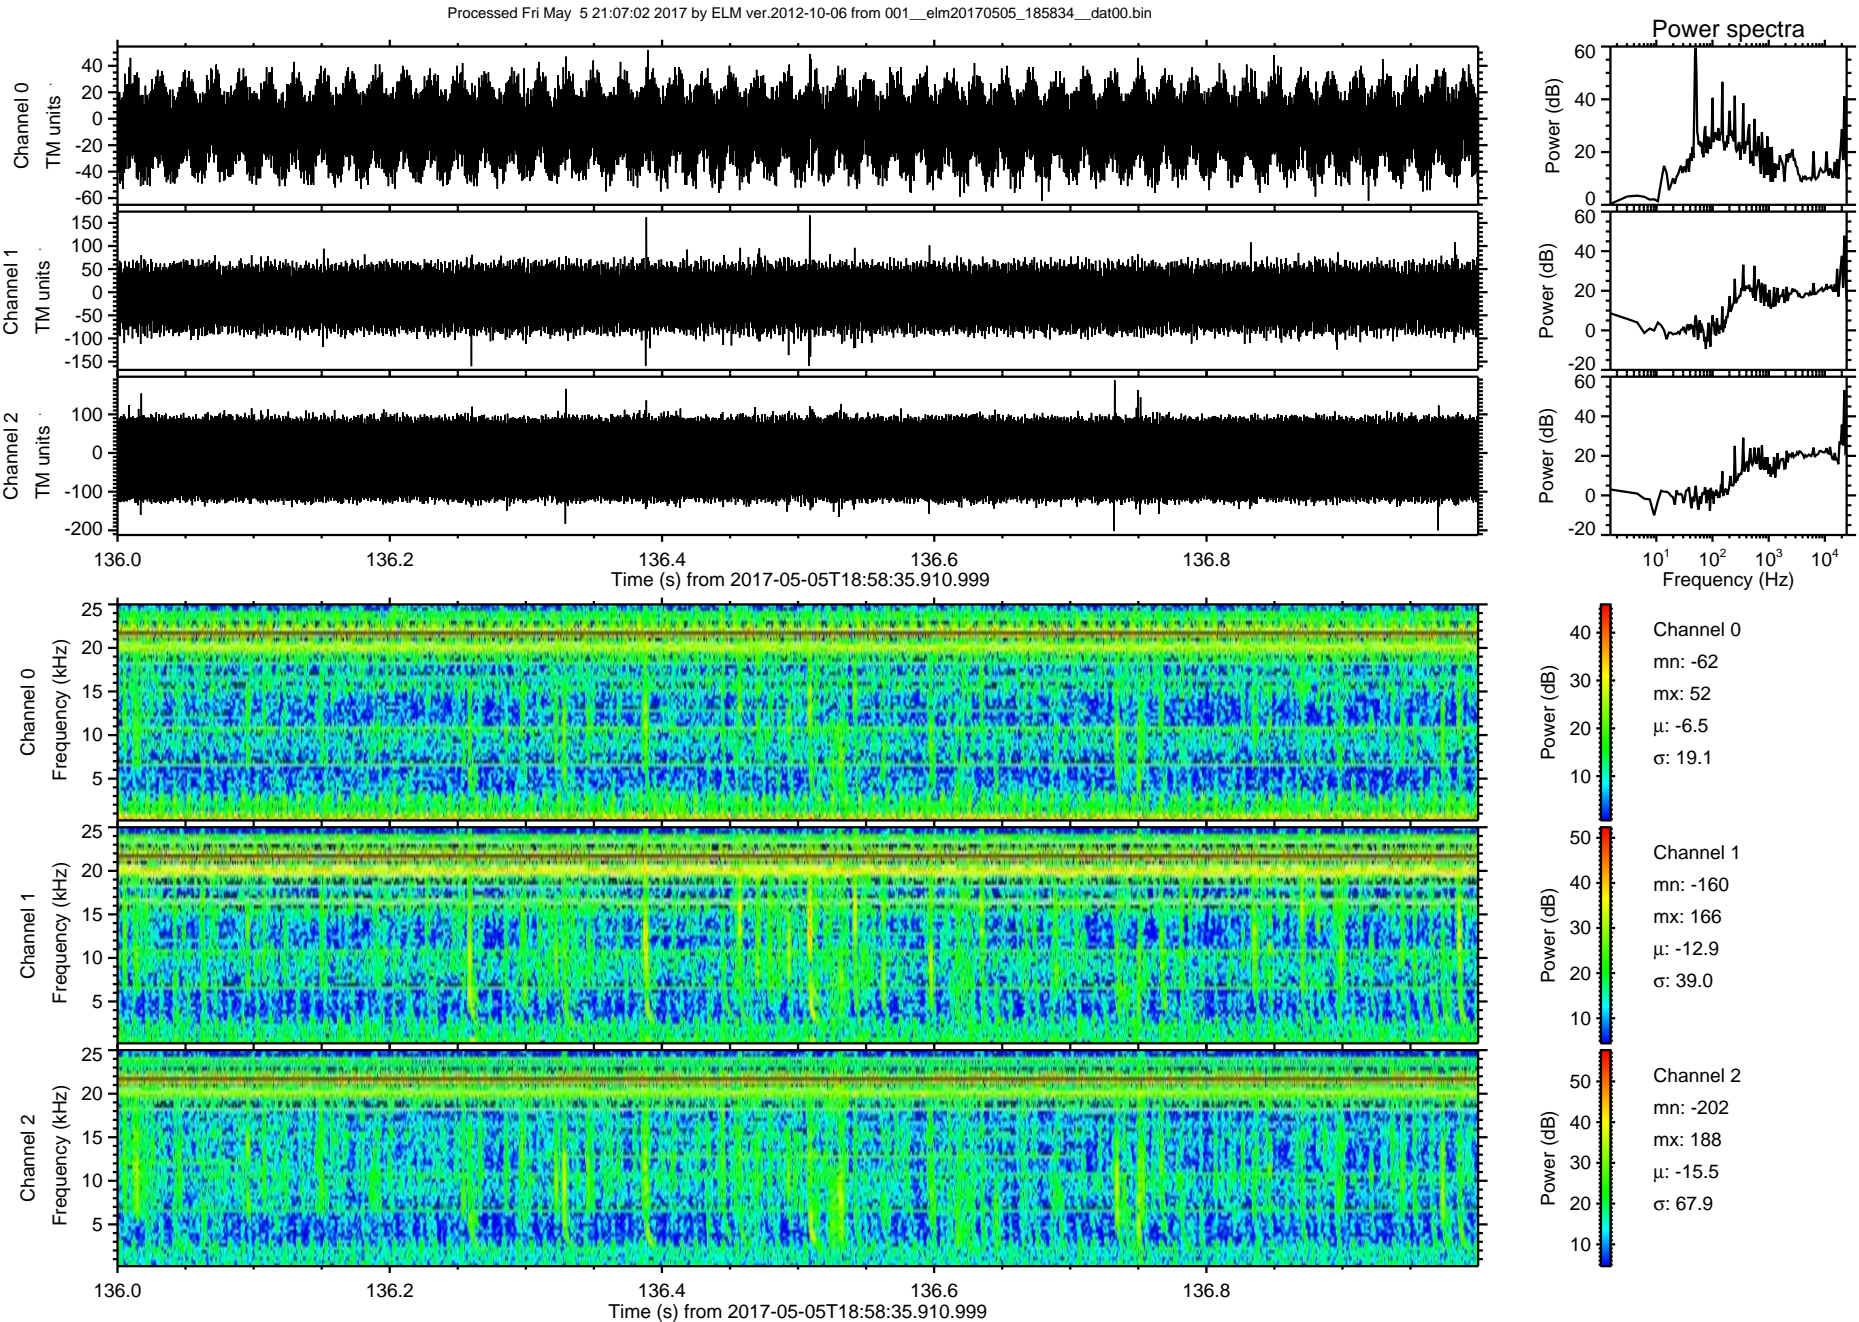 Processed Fri May  5 21:07:02 2017 by ELM ver.2012-10-06 from 001__elm20170505_185834__dat00.bin
Power spectra
Channel 0
TM units
40
20
0
-20
-40
-60
Power (dB)
60
40
20
0
Channel 1
TM units
150
100
50
0
-50
-100
-150
Power (dB)
60
40
20
0
-20
Channel 2
TM units
100
0
-100
-200
Power (dB)
60
40
20
0
-20
136.0
136.2
136.4
136.6
136.8
Time (s) from 2017-05-05T18:58:35.910.999
10^1
10^2
10^3
10^4
Frequency (Hz)
Channel 0
Frequency (kHz)
25
20
15
10
5
Power (dB)
40
30
20
10
Channel 0
mn: -62
mx: 52
μ: -6.5
σ: 19.1
Channel 1
Frequency (kHz)
25
20
15
10
5
Power (dB)
50
40
30
20
10
Channel 1
mn: -160
mx: 166
μ: -12.9
σ: 39.0
Channel 2
Frequency (kHz)
25
20
15
10
5
Power (dB)
50
40
30
20
10
Channel 2
mn: -202
mx: 188
μ: -15.5
σ: 67.9
136.0
136.2
136.4
136.6
136.8
Time (s) from 2017-05-05T18:58:35.910.999